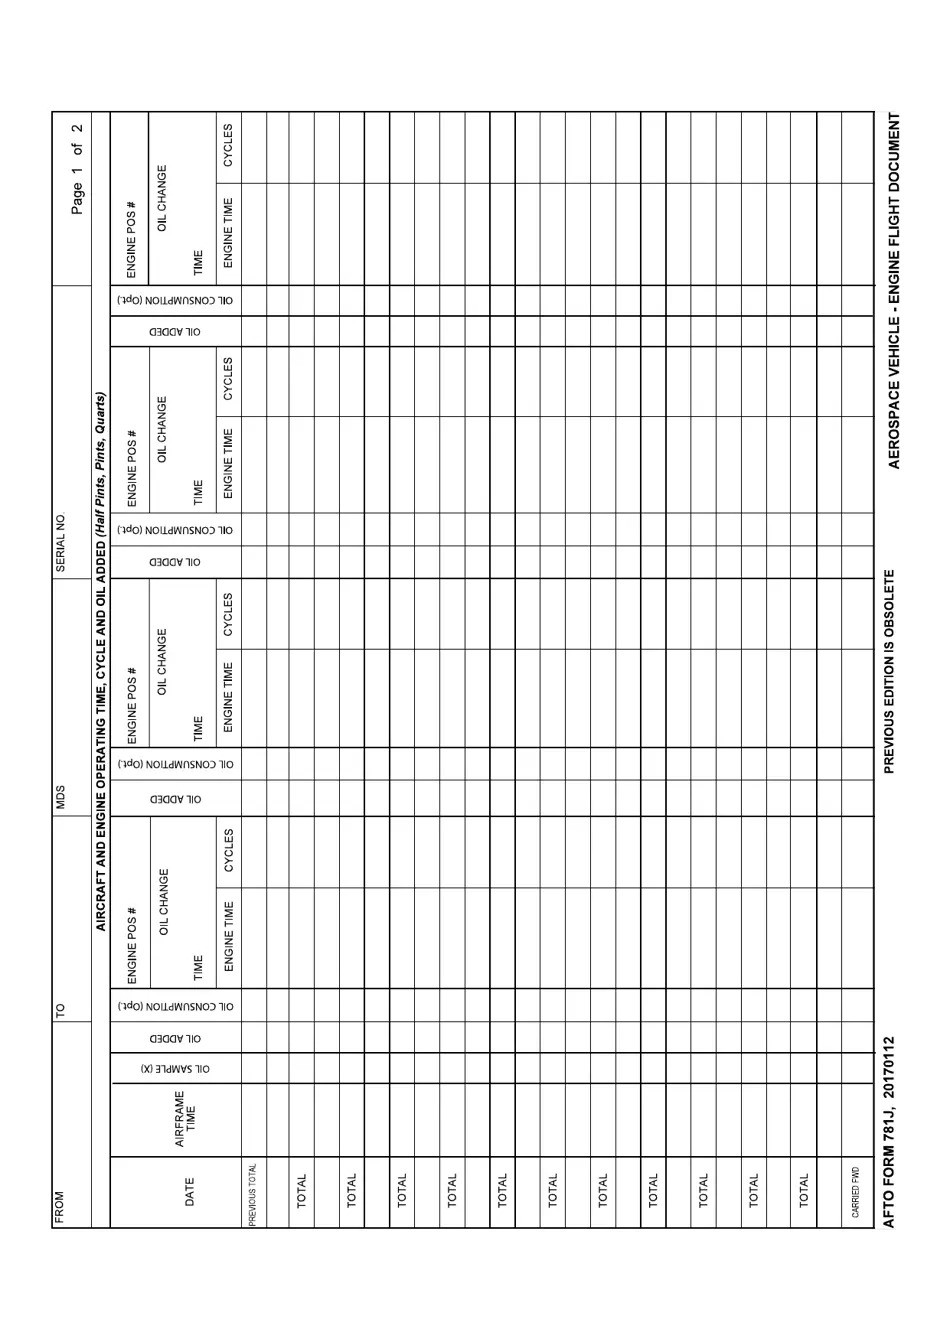 FROM TO MDS SERIAL NO.
Page 1 of 2
AIRCRAFT AND ENGINE OPERATING TIME, CYCLE AND OIL ADDED (Half Pints, Pints, Quarts)
DATE
AIRFRAME
TIME
OIL SAMPLE (X)
OIL ADDED
OIL CONSUMPTION (Opt.)
ENGINE POS #
OIL CHANGE
TIME
ENGINE TIME CYCLES
OIL ADDED
OIL CONSUMPTION (Opt.)
ENGINE POS #
OIL CHANGE
TIME
ENGINE TIME CYCLES
OIL ADDED
OIL CONSUMPTION (Opt.)
ENGINE POS #
OIL CHANGE
TIME
ENGINE TIME CYCLES
OIL ADDED
OIL CONSUMPTION (Opt.)
ENGINE POS #
OIL CHANGE
TIME
ENGINE TIME CYCLES
PREVIOUS TOTAL
TOTAL
TOTAL
TOTAL
TOTAL
TOTAL
TOTAL
TOTAL
TOTAL
TOTAL
TOTAL
TOTAL
CARRIED FWD
AFTO FORM 781J, 20170112 PREVIOUS EDITION IS OBSOLETE AEROSPACE VEHICLE - ENGINE FLIGHT DOCUMENT